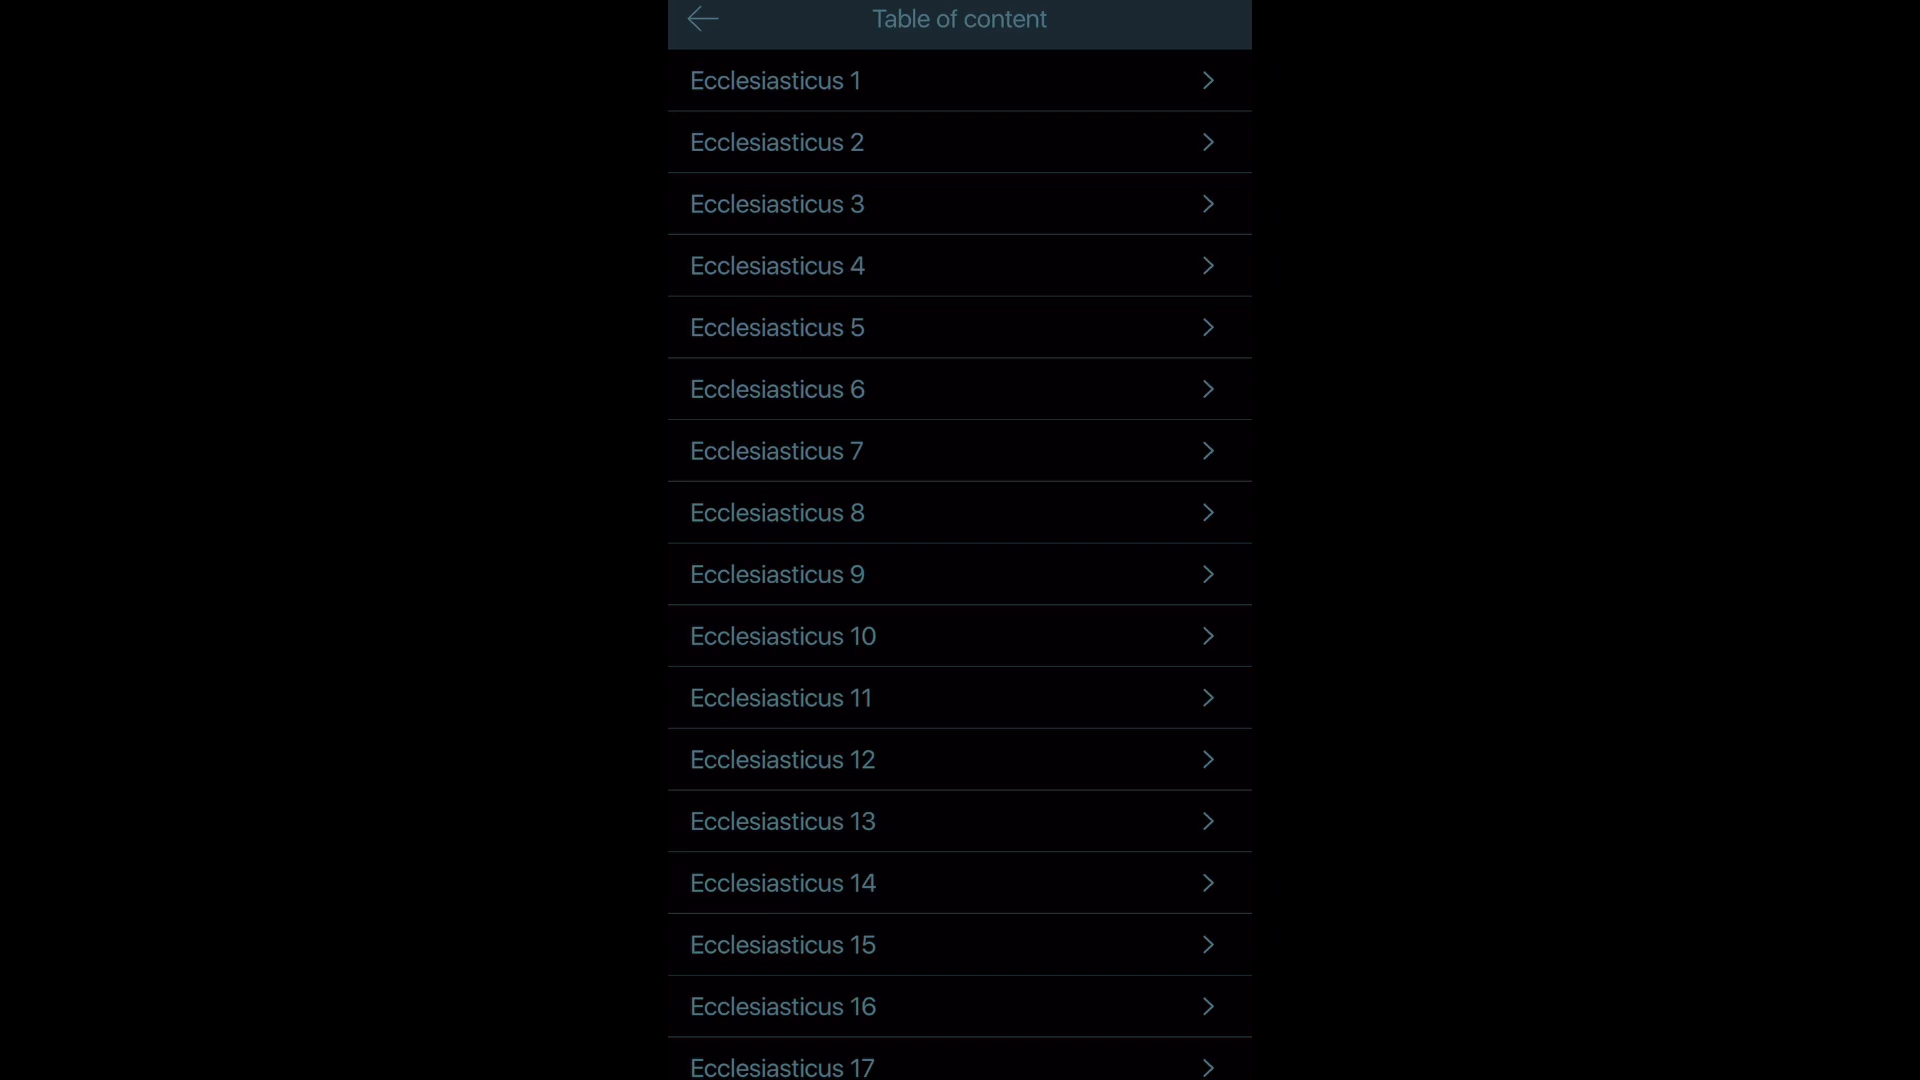 Table of content
Ecclesiasticus 1
Ecclesiasticus 2
Ecclesiasticus 3
Ecclesiasticus 4
Ecclesiasticus 5
Ecclesiasticus 6
Ecclesiasticus 7
Ecclesiasticus 8
Ecclesiasticus 9
Ecclesiasticus 10
Ecclesiasticus 11
Ecclesiasticus 12
Ecclesiasticus 13
Ecclesiasticus 14
Ecclesiasticus 15
Ecclesiasticus 16
Ecclesiasticus 17